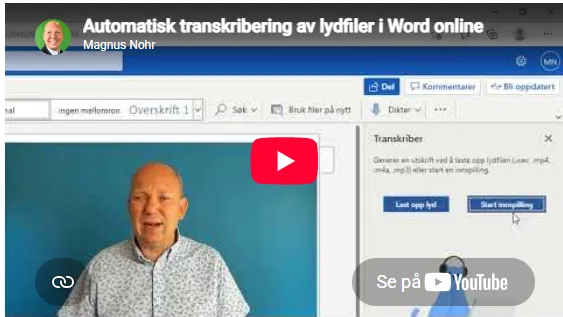 Automatisk transkribering av lydfiler i Word online
Magnus Nohr
MN
Del
Kommentarer
Bli oppdatert
nal
ingen mellomrom
Overskrift 1
Søk
Bruk filer på nytt
Dikter
Transkriber
Generer en utskrift ved å laste opp lydfilen (.wav, .mp4,
.m4a, .mp3) eller start en innspilling.
Last opp lyd
Start innspilling
Se på YouTube